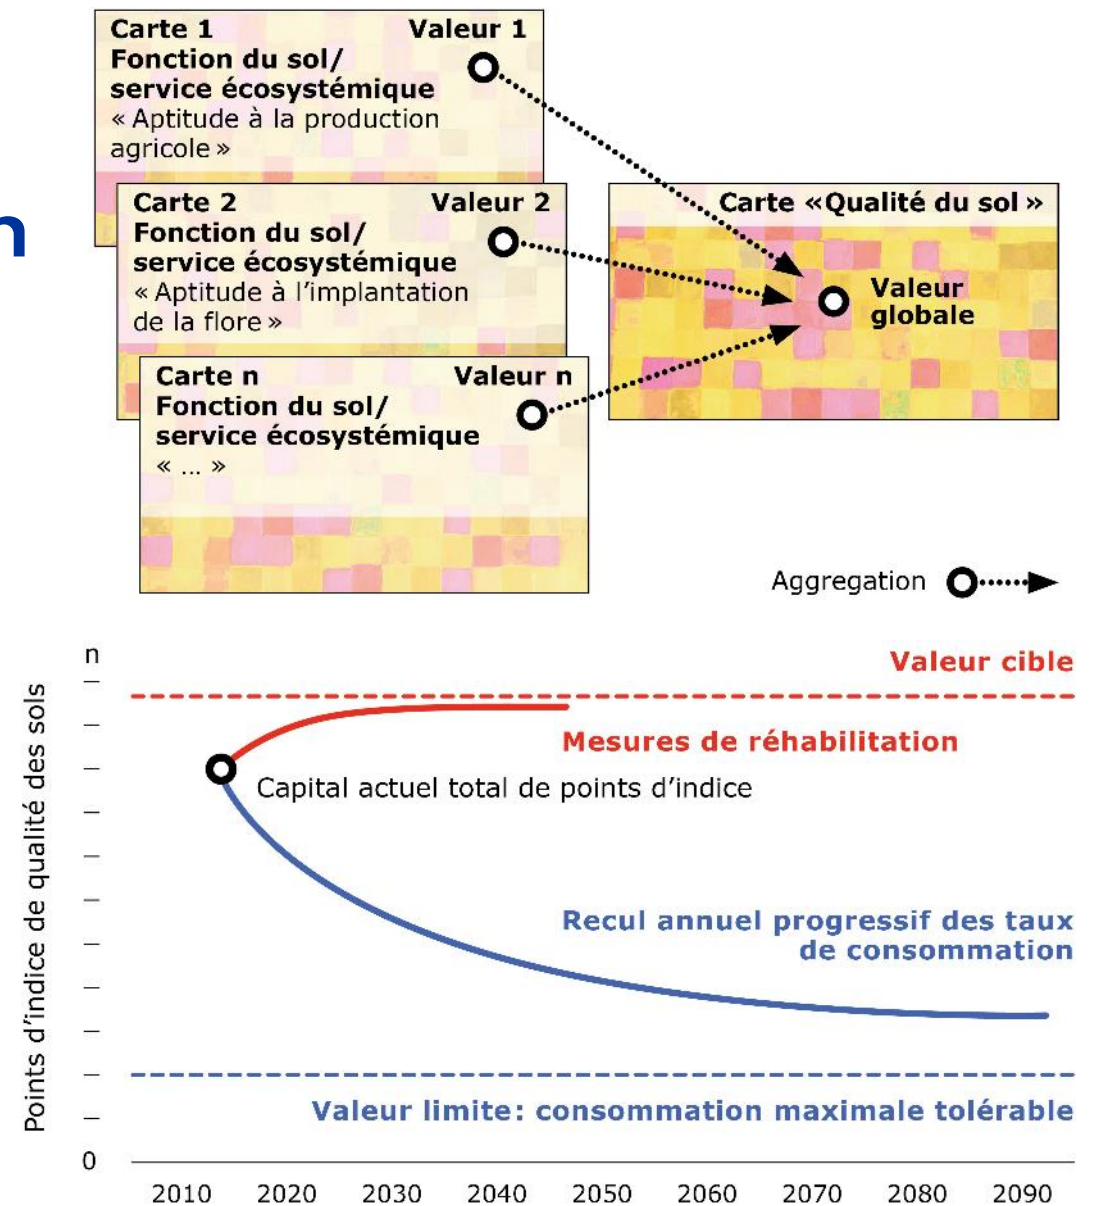 Carte 1 Valeur 1
Fonction du sol/
service écosystémique
« Aptitude à la production
agricole »
n
Carte 2 Valeur 2
Fonction du sol/
service écosystémique
« Aptitude à l’implantation
de la flore »
Carte n Valeur n
Fonction du sol/
service écosystémique
« ... »
Carte «Qualité du sol »
Valeur
globale
Aggregation
n
Valeur cible
Mesures de réhabilitation
Capital actuel total de points d’indice
Recul annuel progressif des taux
de consommation
Valeur limite: consommation maximale tolérable
Points d’indice de qualité des sols
0
2010 2020 2030 2040 2050 2060 2070 2080 2090